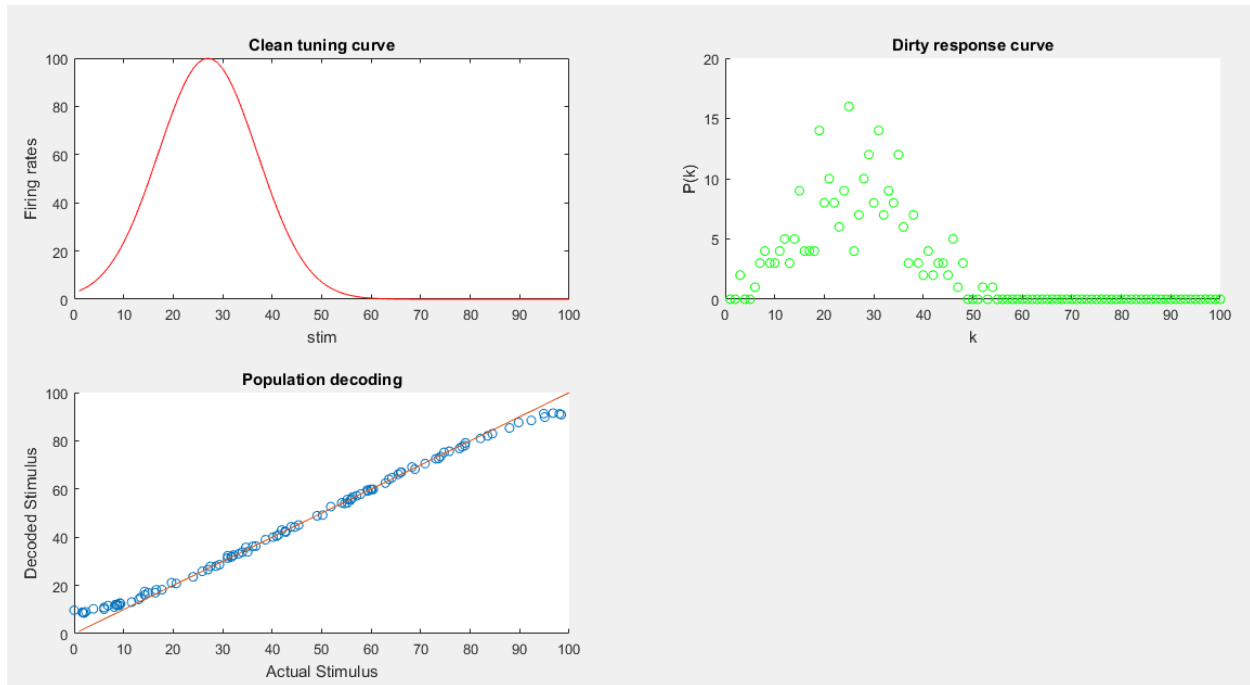 Clean tuning curve
100
80
60
40
20
0
Firing rates
0 10 20 30 40 50 60 70 80 90 100
stim
Dirty response curve
20
15
10
5
0
P(k)
0 10 20 30 40 50 60 70 80 90 100
k
Population decoding
100
80
60
40
20
0
Decoded Stimulus
0 10 20 30 40 50 60 70 80 90 100
Actual Stimulus